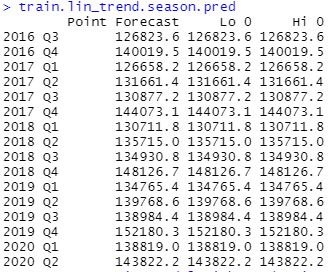 > train.lin_trend.season.pred
Point Forecast Lo 0 Hi 0
2016 Q3 126823.6 126823.6 126823.6
2016 Q4 140019.5 140019.5 140019.5
2017 Q1 126658.2 126658.2 126658.2
2017 Q2 131661.4 131661.4 131661.4
2017 Q3 130877.2 130877.2 130877.2
2017 Q4 144073.1 144073.1 144073.1
2018 Q1 130711.8 130711.8 130711.8
2018 Q2 135715.0 135715.0 135715.0
2018 Q3 134930.8 134930.8 134930.8
2018 Q4 148126.7 148126.7 148126.7
2019 Q1 134765.4 134765.4 134765.4
2019 Q2 139768.6 139768.6 139768.6
2019 Q3 138984.4 138984.4 138984.4
2019 Q4 152180.3 152180.3 152180.3
2020 Q1 138819.0 138819.0 138819.0
2020 Q2 143822.2 143822.2 143822.2